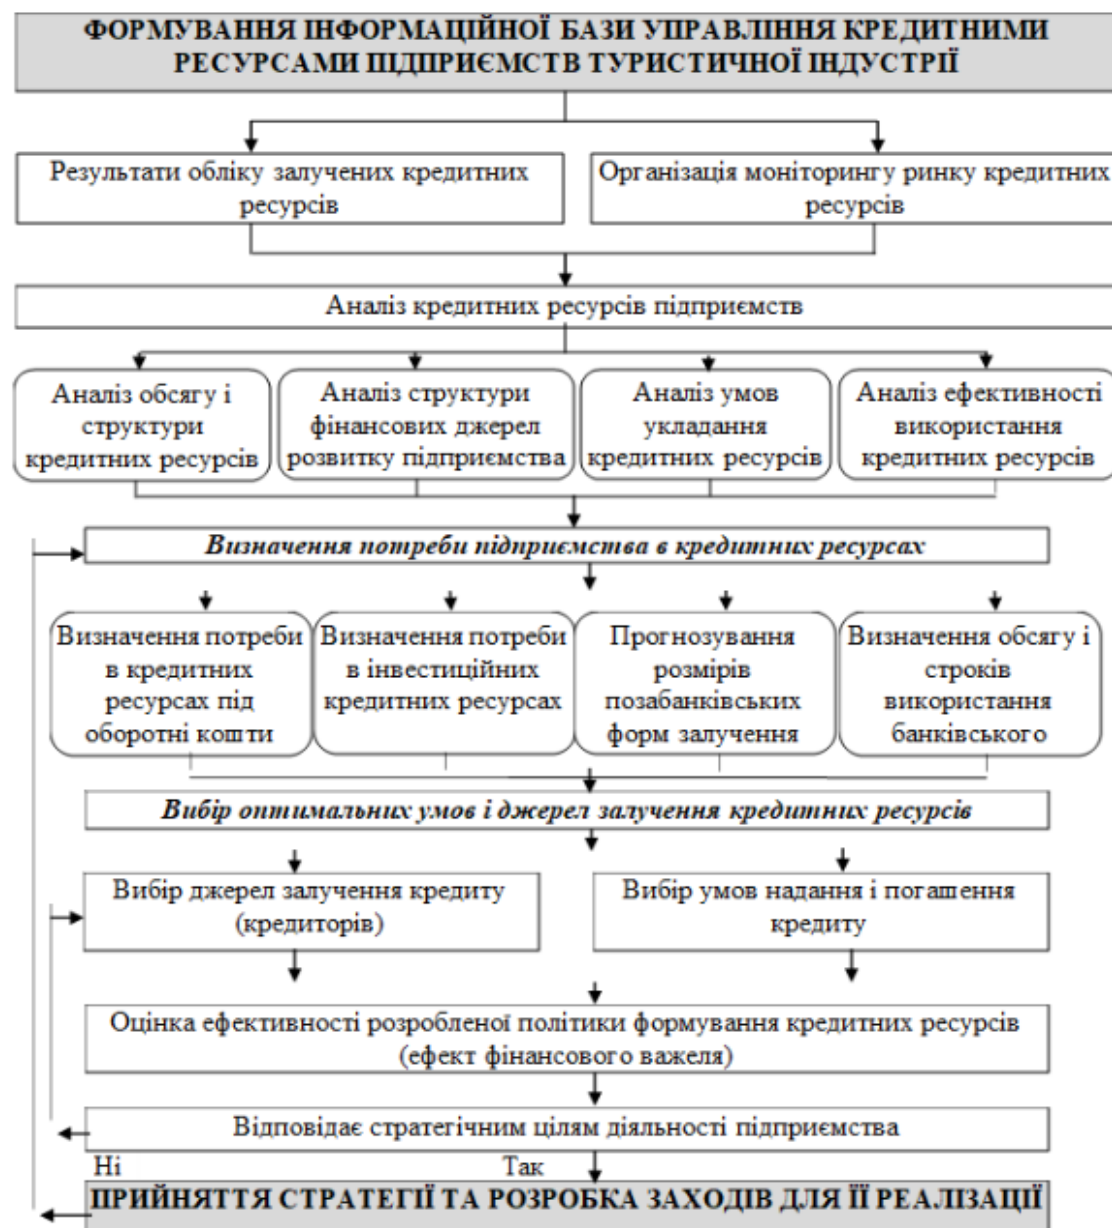 ФОРМУВАННЯ ІНФОРМАЦІЙНОЇ БАЗИ УПРАВЛІННЯ КРЕДИТНИМИ
РЕСУРСАМИ ПІДПРИЄМСТВ ТУРИСТИЧНОЇ ІНДУСТРІЇ
Результати обліку залучених кредитних
ресурсів
Організація моніторингу ринку кредитних
ресурсів
Аналіз кредитних ресурсів підприємств
Аналіз обсягу і
структури
кредитних ресурсів
Аналіз структури
фінансових джерел
розвитку підприємства
Аналіз умов
укладання
кредитних ресурсів
Аналіз ефективності
використання
кредитних ресурсів
Визначення потреби підприємства в кредитних ресурсах
Визначення потреби
в кредитних
ресурсах під
оборотні кошти
Визначення потреби
в інвестиційних
кредитних ресурсах
Прогнозування
розмірів
позабанківських
форм залучення
Визначення обсягу і
строків
використання
банківського
Вибір оптимальних умов і джерел залучення кредитних ресурсів
Вибір джерел залучення кредиту
(кредиторів)
Вибір умов надання і погашення
кредиту
Оцінка ефективності розробленої політики формування кредитних ресурсів
(ефект фінансового важеля)
Відповідає стратегічним цілям діяльності підприємства
Ні
Так
ПРИЙНЯТТЯ СТРАТЕГІЇ ТА РОЗРОБКА ЗАХОДІВ ДЛЯ ЇЇ РЕАЛІЗАЦІЇ